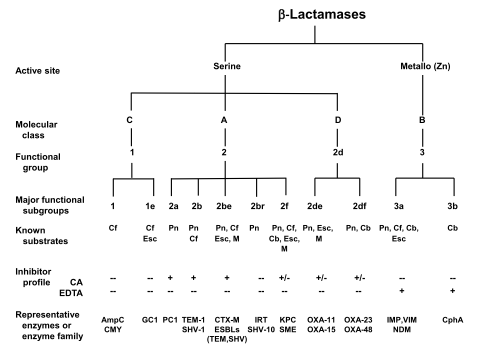 β-Lactamases
Active site Serine Metallo (Zn)
Molecular class C A D B
Functional group 1 2 2d 3
Major functional subgroups 1 1e 2a 2b 2be 2br 2f 2de 2df 3a 3b
Known substrates Cf Cf Esc Pn Pn Cf Pn, Cf Esc, M Pn Pn, Cf, Cb, Esc, M Pn, Esc, M Pn, Cb Pn, Cf, Cb, Esc Cb
Inhibitor profile
CA -- -- + + + -- +/- +/- +/- -- --
EDTA -- -- -- -- -- -- -- -- -- + +
Representative enzymes or enzyme family AmpC CMY GC1 PC1 TEM-1 SHV-1 CTX-M ESBLs (TEM,SHV) IRT SHV-10 KPC SME OXA-11 OXA-15 OXA-23 OXA-48 IMP,VIM NDM CphA